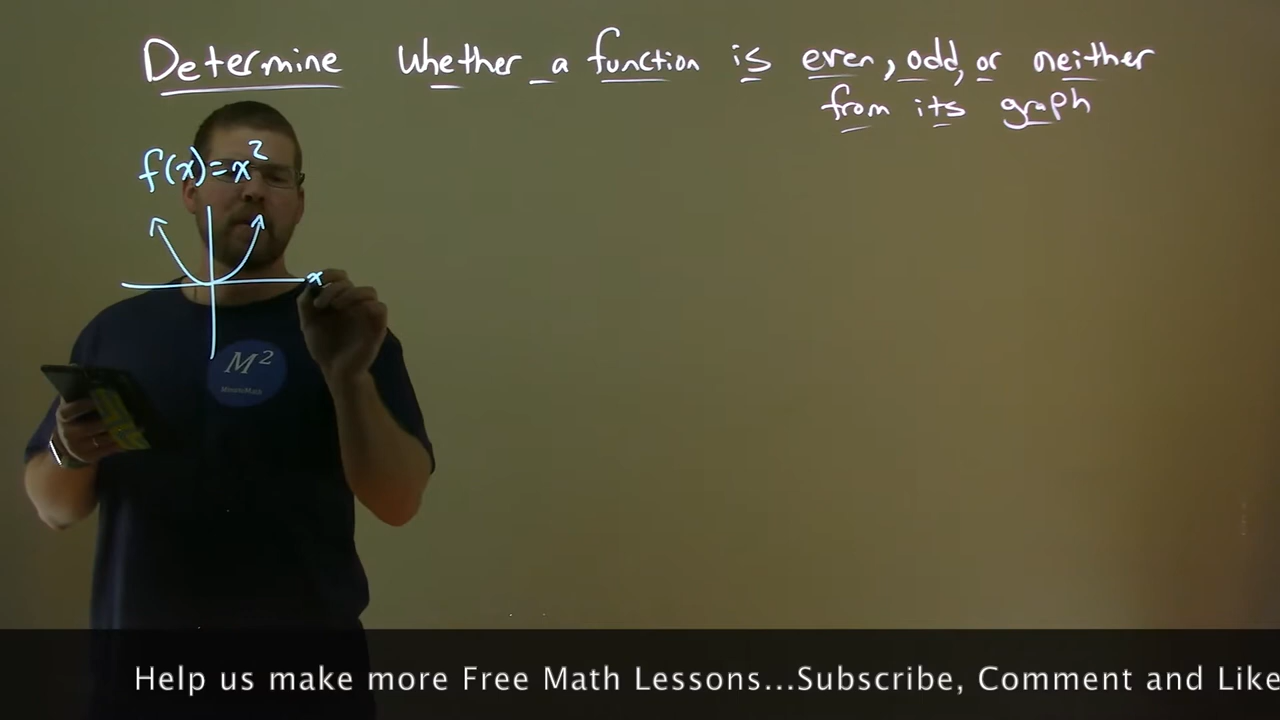 Determine whether a function is even, odd, or neither
from its graph
f(x)=x²
x
M²
MinuteMath
Help us make more Free Math Lessons...Subscribe, Comment and Like